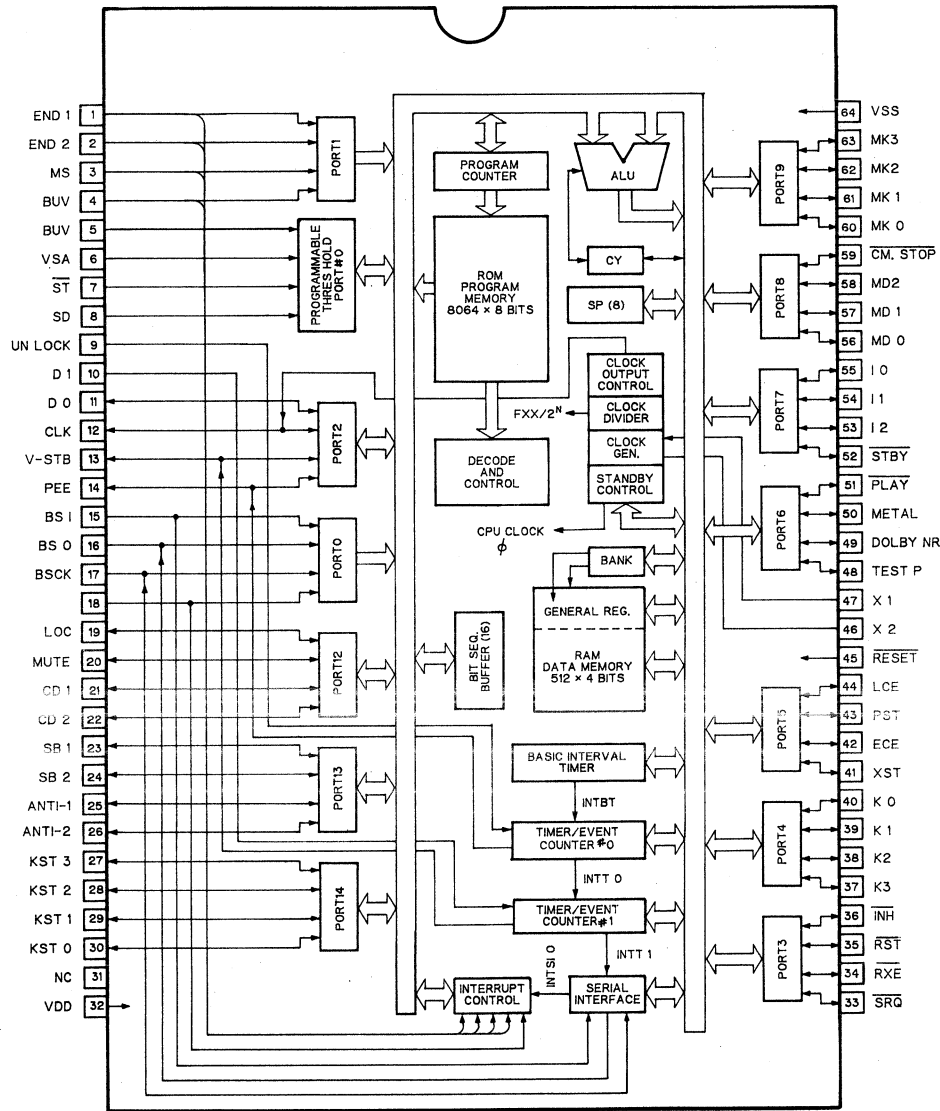 END 1 1
END 2 2
MS 3
BUV 4
BUV 5
VSA 6
ST 7
SD 8
UN LOCK 9
D 1 10
D 0 11
CLK 12
V-STB 13
PEE 14
BS I 15
BS 0 16
BSCK 17
18
LOC 19
MUTE 20
CD 1 21
CD 2 22
SB 1 23
SB 2 24
ANTI-1 25
ANTI-2 26
KST 3 27
KST 2 28
KST 1 29
KST 0 30
NC 31
VDD 32
PORT1
PROGRAMMABLE
THRES HOLD
PORT#0
PORT2
PORT0
PORT12
PORT13
PORT14
PROGRAM
COUNTER
ROM
PROGRAM
MEMORY
8064 × 8 BITS
DECODE
AND
CONTROL
BIT SEQ.
BUFFER (16)
ALU
CY
SP (8)
CLOCK
OUTPUT
CONTROL
CLOCK
DIVIDER
CLOCK
GEN.
STANDBY
CONTROL
FXX/2N
CPU CLOCK
ϕ
BANK
GENERAL REG.
RAM
DATA MEMORY
512 × 4 BITS
BASIC INTERVAL
TIMER
INTBT
TIMER/EVENT
COUNTER #0
INTT 0
TIMER/EVENT
COUNTER#1
INTT 1
INTSI 0
INTERRUPT
CONTROL
SERIAL
INTERFACE
PORT9
PORT8
PORT7
PORT6
PORT5
PORT4
PORT3
64 VSS
63 MK3
62 MK2
61 MK 1
60 MK 0
59 CM. STOP
58 MD2
57 MD 1
56 MD 0
55 I 0
54 I 1
53 I 2
52 STBY
51 PLAY
50 METAL
49 DOLBY NR
48 TEST P
47 X 1
46 X 2
45 RESET
44 LCE
43 PST
42 ECE
41 XST
40 K 0
39 K 1
38 K2
37 K3
36 INH
35 RST
34 RXE
33 SRQ